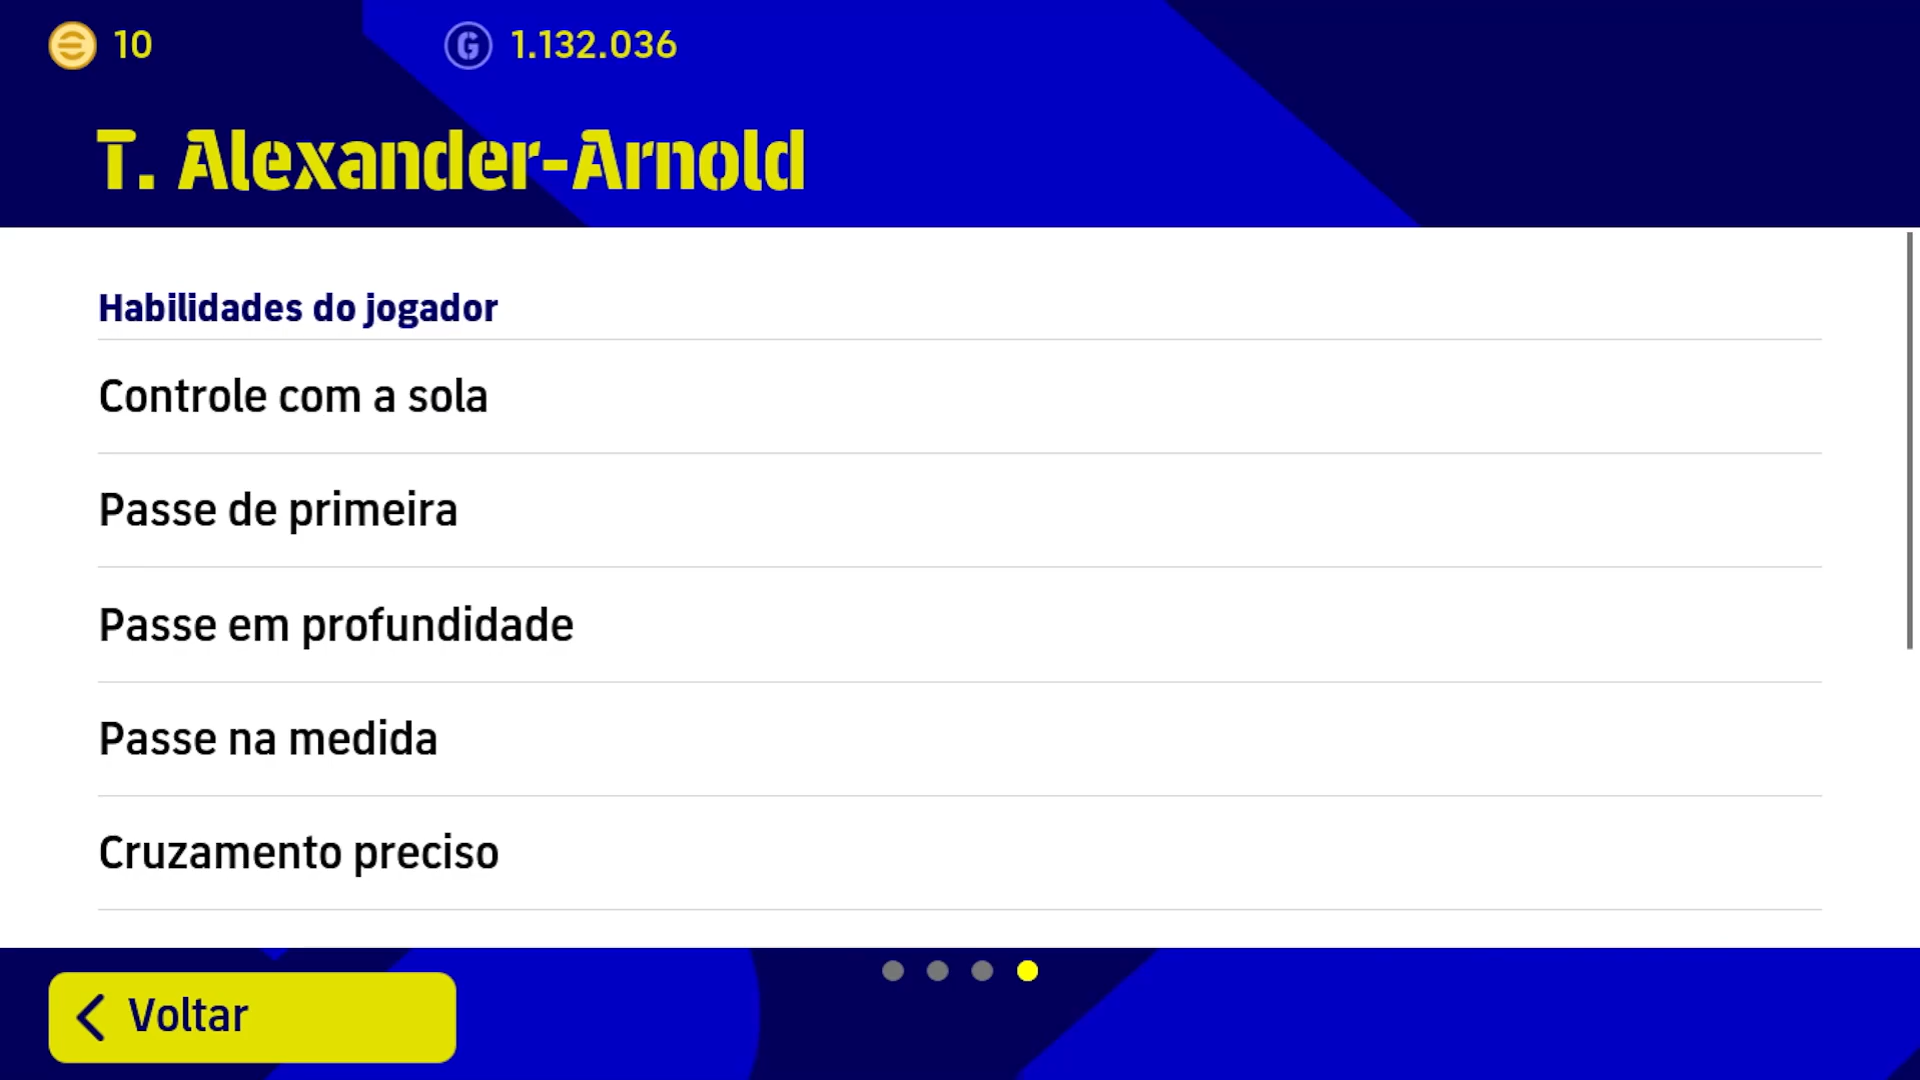 10
1.132.036
T. Alexander-Arnold
Habilidades do jogador
Controle com a sola
Passe de primeira
Passe em profundidade
Passe na medida
Cruzamento preciso
Voltar